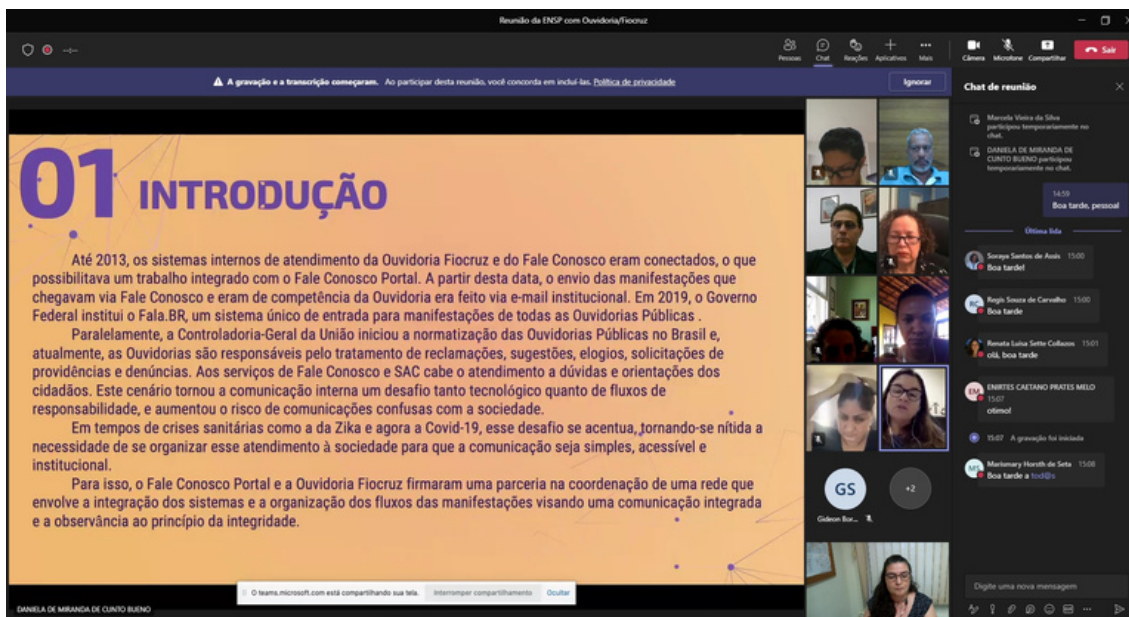 Reunião da ENSP com Ouvidoria/Fiocruz
Pessoas
Chat
Reações
Aplicativos
Mais
Câmera
Microfone
Compartilhar
Sair
A gravação e a transcrição começaram. Ao participar desta reunião, você concorda em incluí-las. Política de privacidade
Ignorar
01 INTRODUÇÃO
Até 2013, os sistemas internos de atendimento da Ouvidoria Fiocruz e do Fale Conosco eram conectados, o que
possibilitava um trabalho integrado com o Fale Conosco Portal. A partir desta data, o envio das manifestações que
chegavam via Fale Conosco e eram de competência da Ouvidoria era feito via e-mail institucional. Em 2019, o Governo
Federal institui o Fala.BR, um sistema único de entrada para manifestações de todas as Ouvidorias Públicas .
Paralelamente, a Controladoria-Geral da União iniciou a normatização das Ouvidorias Públicas no Brasil e,
atualmente, as Ouvidorias são responsáveis pelo tratamento de reclamações, sugestões, elogios, solicitações de
providências e denúncias. Aos serviços de Fale Conosco e SAC cabe o atendimento a dúvidas e orientações dos
cidadãos. Este cenário tornou a comunicação interna um desafio tanto tecnológico quanto de fluxos de
responsabilidade, e aumentou o risco de comunicações confusas com a sociedade.
Em tempos de crises sanitárias como a da Zika e agora a Covid-19, esse desafio se acentua, tornando-se nítida a
necessidade de se organizar esse atendimento à sociedade para que a comunicação seja simples, acessível e
institucional.
Para isso, o Fale Conosco Portal e a Ouvidoria Fiocruz firmaram uma parceria na coordenação de uma rede que
envolve a integração dos sistemas e a organização dos fluxos das manifestações visando uma comunicação integrada
e a observância ao princípio da integridade.
O teams.microsoft.com está compartilhando sua tela.
Interromper compartilhamento
Ocultar
DANIELA DE MIRANDA DE CUNTO BUENO
GS
Gideon Bor...
+2
Chat de reunião
Marcela Vieira da Silva
participou temporariamente no
chat.
DANIELA DE MIRANDA DE
CUNTO BUENO participou
temporariamente no chat.
14:59
Boa tarde, pessoal
Última lida
Soraya Santos de Assis 15:00
Boa tarde!
RC
Regis Souza de Carvalho 15:00
Boa tarde
Renata Luisa Sette Collazos 15:01
olá, boa tarde
EM
ENIRTES CAETANO PRATES MELO
15:07
otimo!
15:07 A gravação foi iniciada
MS
Marismary Horsth de Seta 15:08
Boa tarde a tod@s
Digite uma nova mensagem